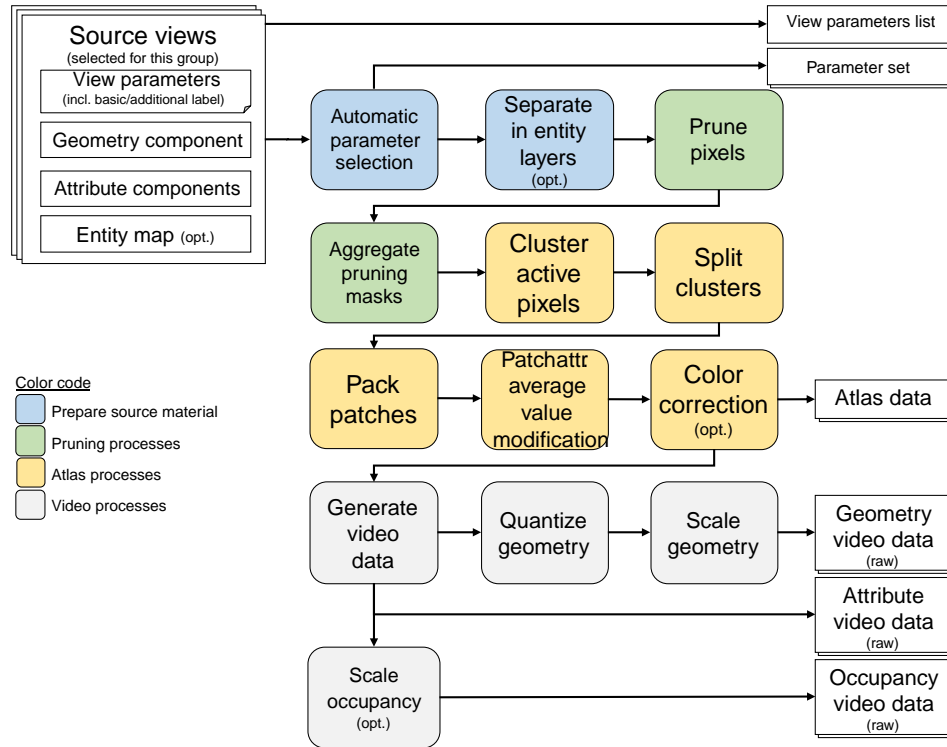 Source views
(selected for this group)
View parameters
(incl. basic/additional label)
Geometry component
Attribute components
Entity map (opt.)
View parameters list
Parameter set
Automatic
parameter
selection
Separate
in entity
layers
(opt.)
Prune
pixels
Aggregate
pruning
masks
Cluster
active
pixels
Split
clusters
Pack
patches
Patchattr.
average
value
modification
Color
correction
(opt.)
Atlas data
Color code
Prepare source material
Pruning processes
Atlas processes
Video processes
Generate
video
data
Quantize
geometry
Scale
geometry
Geometry
video data
(raw)
Attribute
video data
(raw)
Scale
occupancy
(opt.)
Occupancy
video data
(raw)